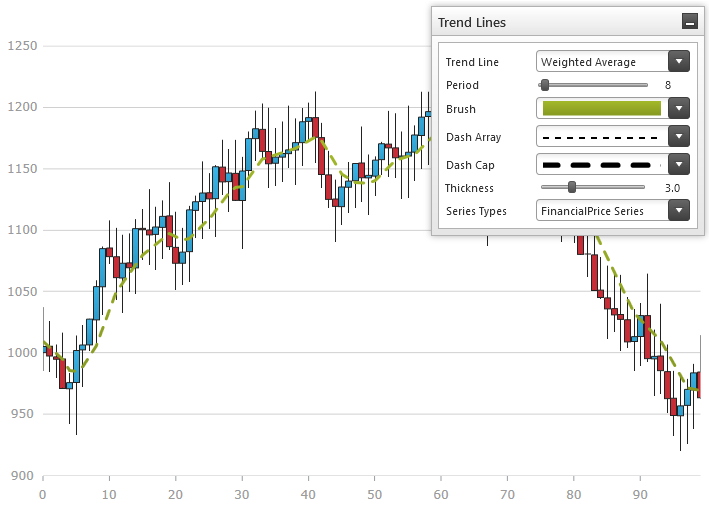 Trend Lines
Trend Line Weighted Average
Period 8
Brush
Dash Array
Dash Cap
Thickness 3.0
Series Types FinancialPrice Series
1250
1200
1150
1100
1050
1000
950
900
0 10 20 30 40 50 60 70 80 90